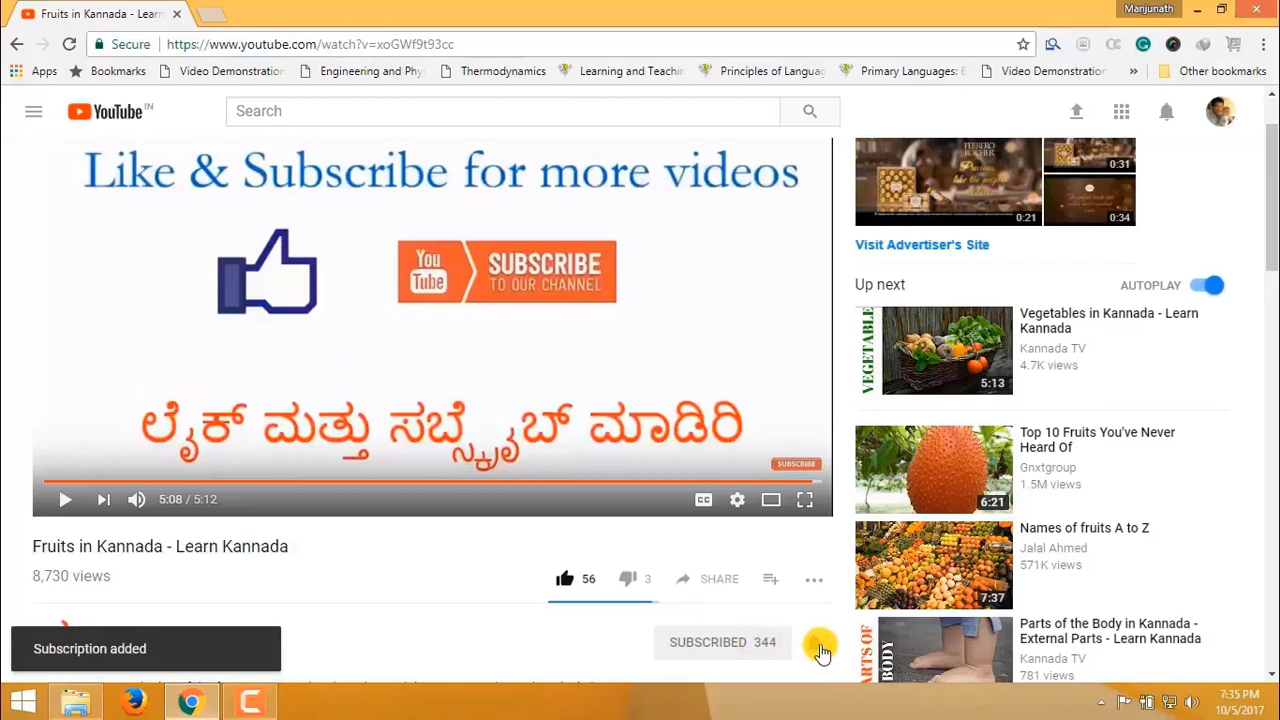 Fruits in Kannada - Learn
Manjunath
Secure
https://www.youtube.com/watch?v=xoGWf9t93cc
Apps
Bookmarks
Video Demonstration
Engineering and Phys
Thermodynamics
Learning and Teachin
Principles of Languag
Primary Languages: E
Video Demonstration
Other bookmarks
YouTube IN
Search
Like & Subscribe for more videos
You Tube
SUBSCRIBE
TO OUR CHANNEL
ಲೈಕ್ ಮತ್ತು ಸಬ್ಸ್ಕ್ರೈಬ್ ಮಾಡಿರಿ
SUBSCRIBE
5:08 / 5:12
CC
Fruits in Kannada - Learn Kannada
8,730 views
56
3
SHARE
Subscription added
SUBSCRIBED 344
FERRERO
ROCHER
0:21
0:31
0:34
Visit Advertiser's Site
Up next
AUTOPLAY
VEGETABLE
5:13
Vegetables in Kannada - Learn
Kannada
Kannada TV
4.7K views
6:21
Top 10 Fruits You've Never
Heard Of
Gnxtgroup
1.5M views
7:37
Names of fruits A to Z
Jalal Ahmed
571K views
BODY
Parts of the Body in Kannada -
External Parts - Learn Kannada
Kannada TV
781 views
7:35 PM
10/5/2017